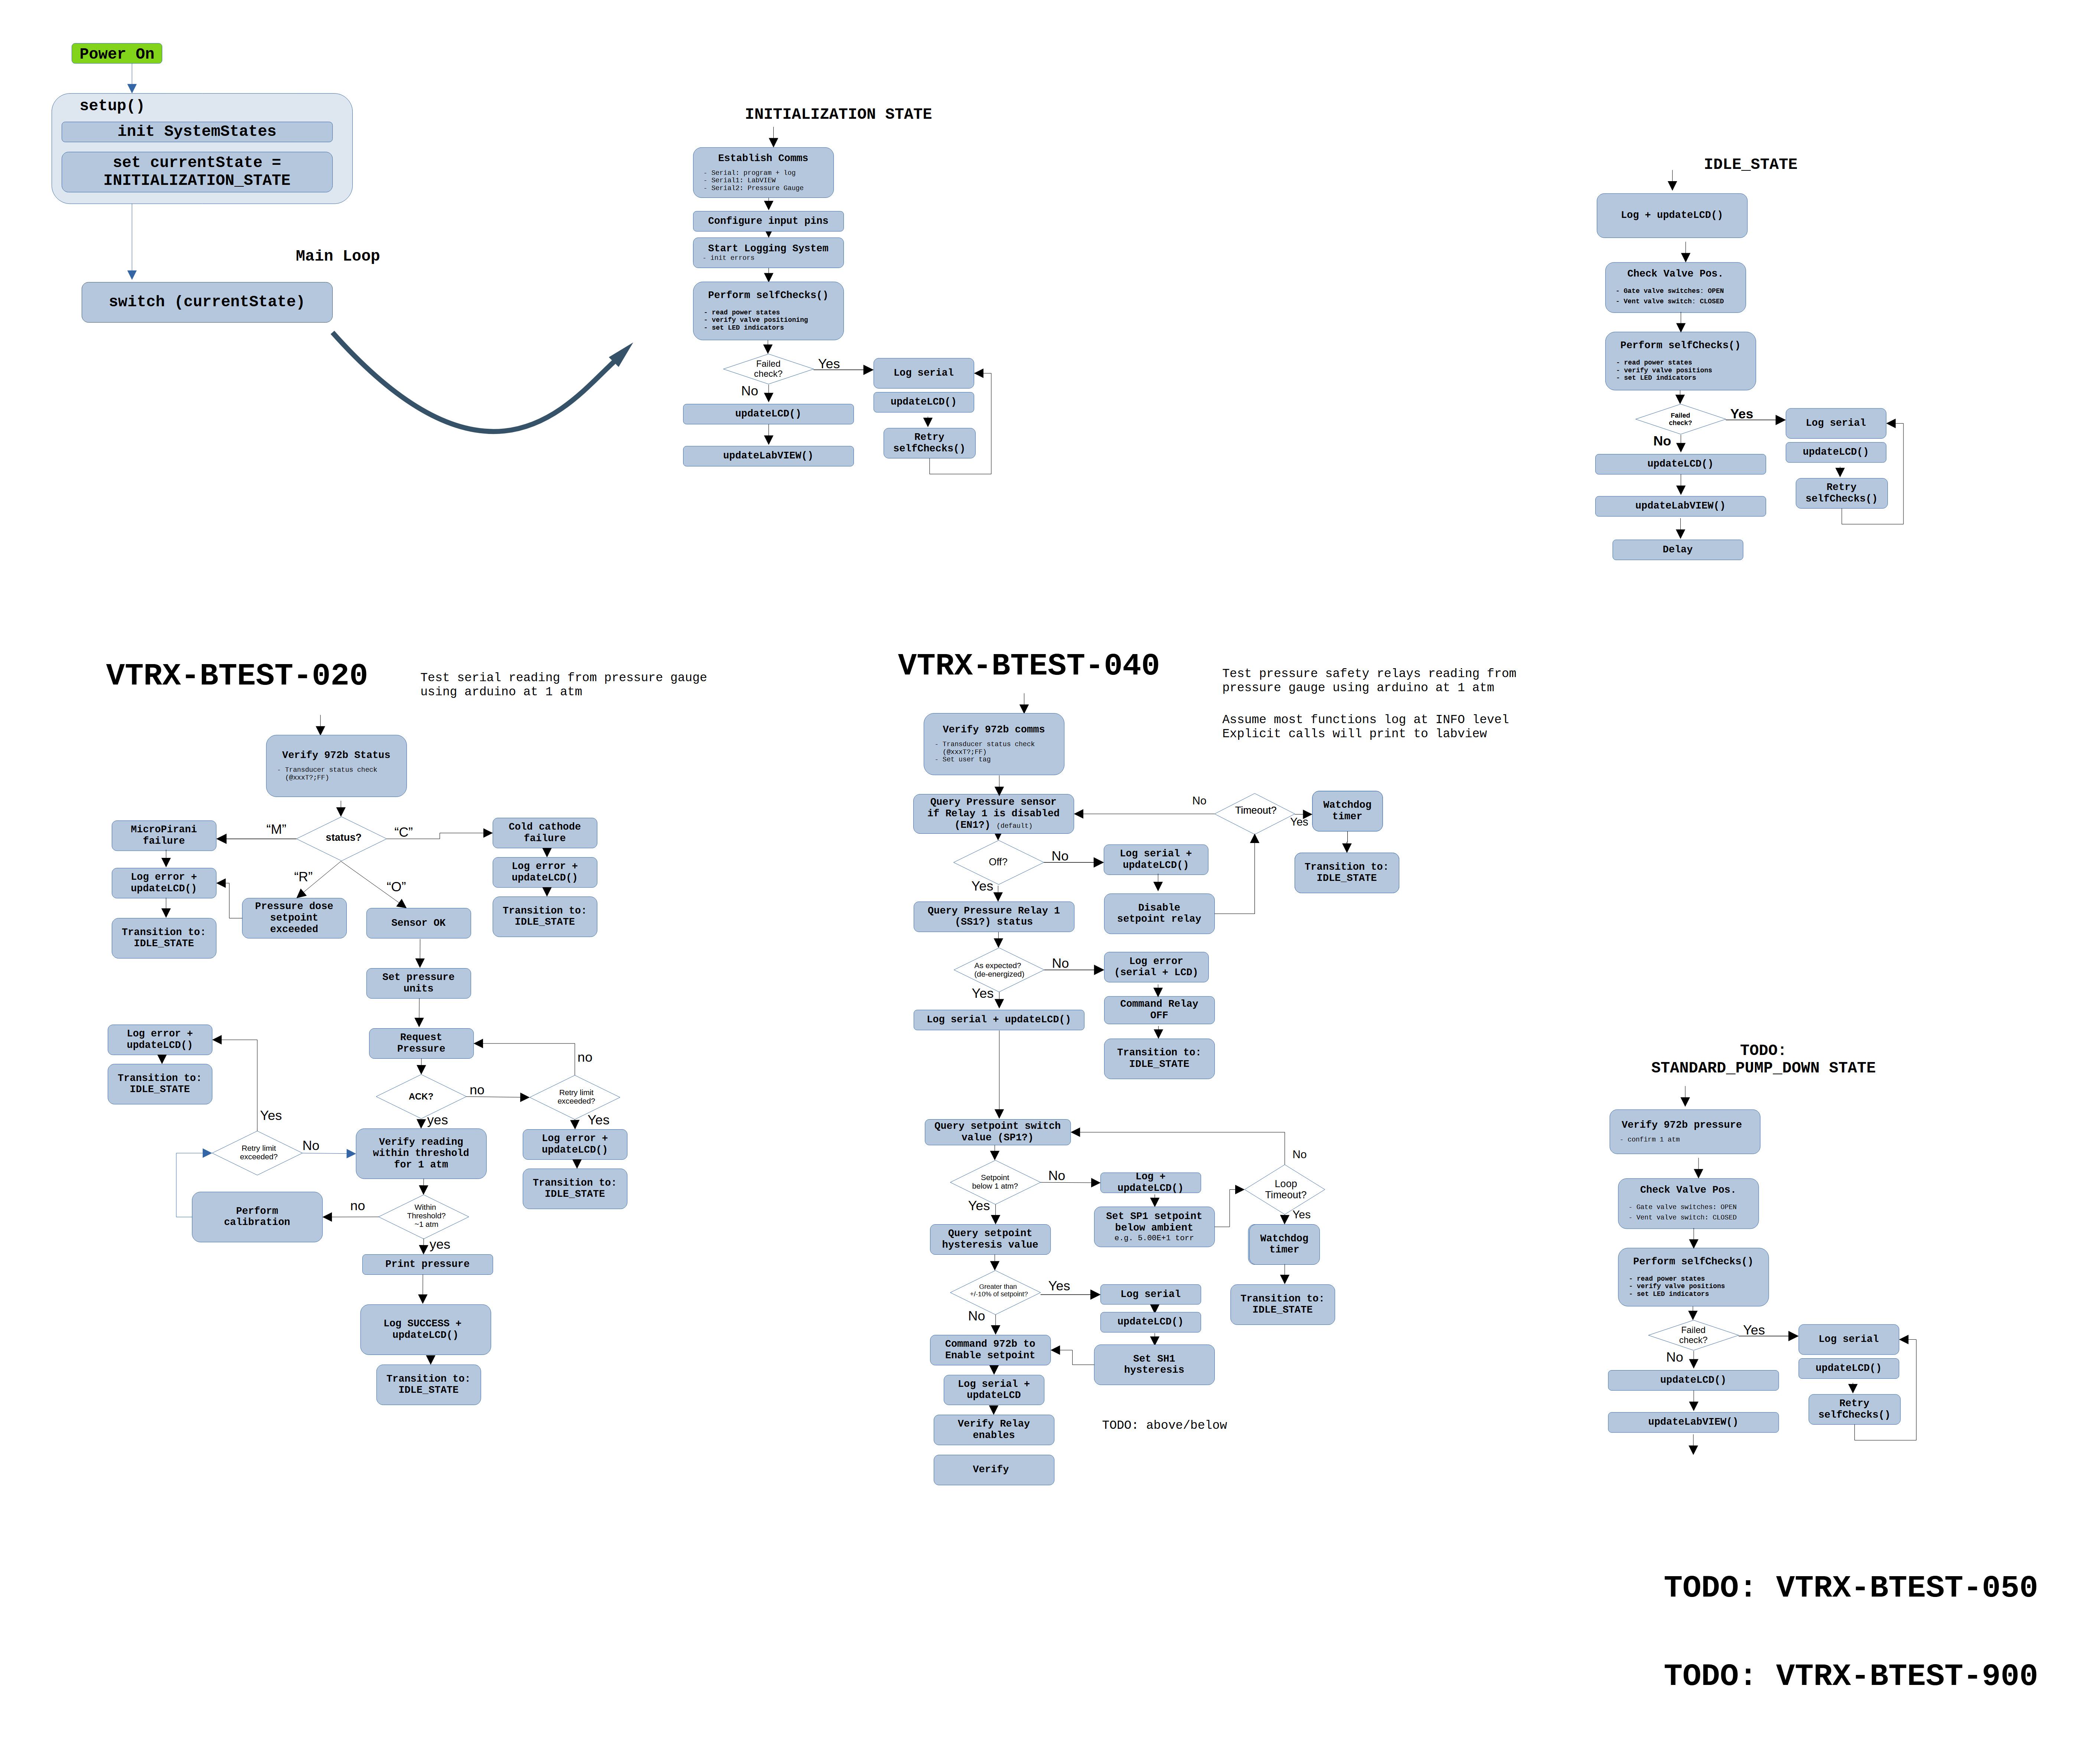 Power On
setup()
init SystemStates
set currentState =
INITIALIZATION_STATE
Main Loop
switch (currentState)
INITIALIZATION STATE
Establish Comms
- Serial: program + log
- Serial1: LabVIEW
- Serial2: Pressure Gauge
Configure input pins
Start Logging System
- init errors
Perform selfChecks()
- read power states
- verify valve positioning
- set LED indicators
Failed
check?
Yes
No
Log serial
updateLCD()
Retry
selfChecks()
updateLCD()
updateLabVIEW()
IDLE_STATE
Log + updateLCD()
Check Valve Pos.
- Gate valve switches: OPEN
- Vent valve switch: CLOSED
Perform selfChecks()
- read power states
- verify valve positions
- set LED indicators
Failed
check?
Yes
No
Log serial
updateLCD()
Retry
selfChecks()
updateLCD()
updateLabVIEW()
Delay
VTRX-BTEST-020
Test serial reading from pressure gauge
using arduino at 1 atm
Verify 972b Status
- Transducer status check
(@xxxT?;FF)
status?
“M”
“C”
“R”
“O”
MicroPirani
failure
Log error +
updateLCD()
Transition to:
IDLE_STATE
Pressure dose
setpoint
exceeded
Sensor OK
Cold cathode
failure
Log error +
updateLCD()
Transition to:
IDLE_STATE
Set pressure
units
Request
Pressure
ACK?
no
yes
Retry limit
exceeded?
no
Yes
Log error +
updateLCD()
Transition to:
IDLE_STATE
Verify reading
within threshold
for 1 atm
Within
Threshold?
~1 atm
no
yes
Perform
calibration
Retry limit
exceeded?
Yes
No
Log error +
updateLCD()
Transition to:
IDLE_STATE
Print pressure
Log SUCCESS +
updateLCD()
Transition to:
IDLE_STATE
VTRX-BTEST-040
Test pressure safety relays reading from
pressure gauge using arduino at 1 atm
Assume most functions log at INFO level
Explicit calls will print to labview
Verify 972b comms
- Transducer status check
(@xxxT?;FF)
- Set user tag
Query Pressure sensor
if Relay 1 is disabled
(EN1?) (default)
Off?
No
Yes
Log serial +
updateLCD()
Disable
setpoint relay
Timeout?
No
Yes
Watchdog
timer
Transition to:
IDLE_STATE
Query Pressure Relay 1
(SS1?) status
As expected?
(de-energized)
No
Yes
Log error
(serial + LCD)
Command Relay
OFF
Transition to:
IDLE_STATE
Log serial + updateLCD()
Query setpoint switch
value (SP1?)
Setpoint
below 1 atm?
No
Yes
Log +
updateLCD()
Set SP1 setpoint
below ambient
e.g. 5.00E+1 torr
Loop
Timeout?
No
Yes
Watchdog
timer
Transition to:
IDLE_STATE
Query setpoint
hysteresis value
Greater than
+/-10% of setpoint?
Yes
No
Log serial
updateLCD()
Set SH1
hysteresis
Command 972b to
Enable setpoint
Log serial +
updateLCD
Verify Relay
enables
Verify
TODO: above/below
TODO:
STANDARD_PUMP_DOWN STATE
Verify 972b pressure
- confirm 1 atm
Check Valve Pos.
- Gate valve switches: OPEN
- Vent valve switch: CLOSED
Perform selfChecks()
- read power states
- verify valve positions
- set LED indicators
Failed
check?
Yes
No
Log serial
updateLCD()
Retry
selfChecks()
updateLCD()
updateLabVIEW()
TODO: VTRX-BTEST-050
TODO: VTRX-BTEST-900